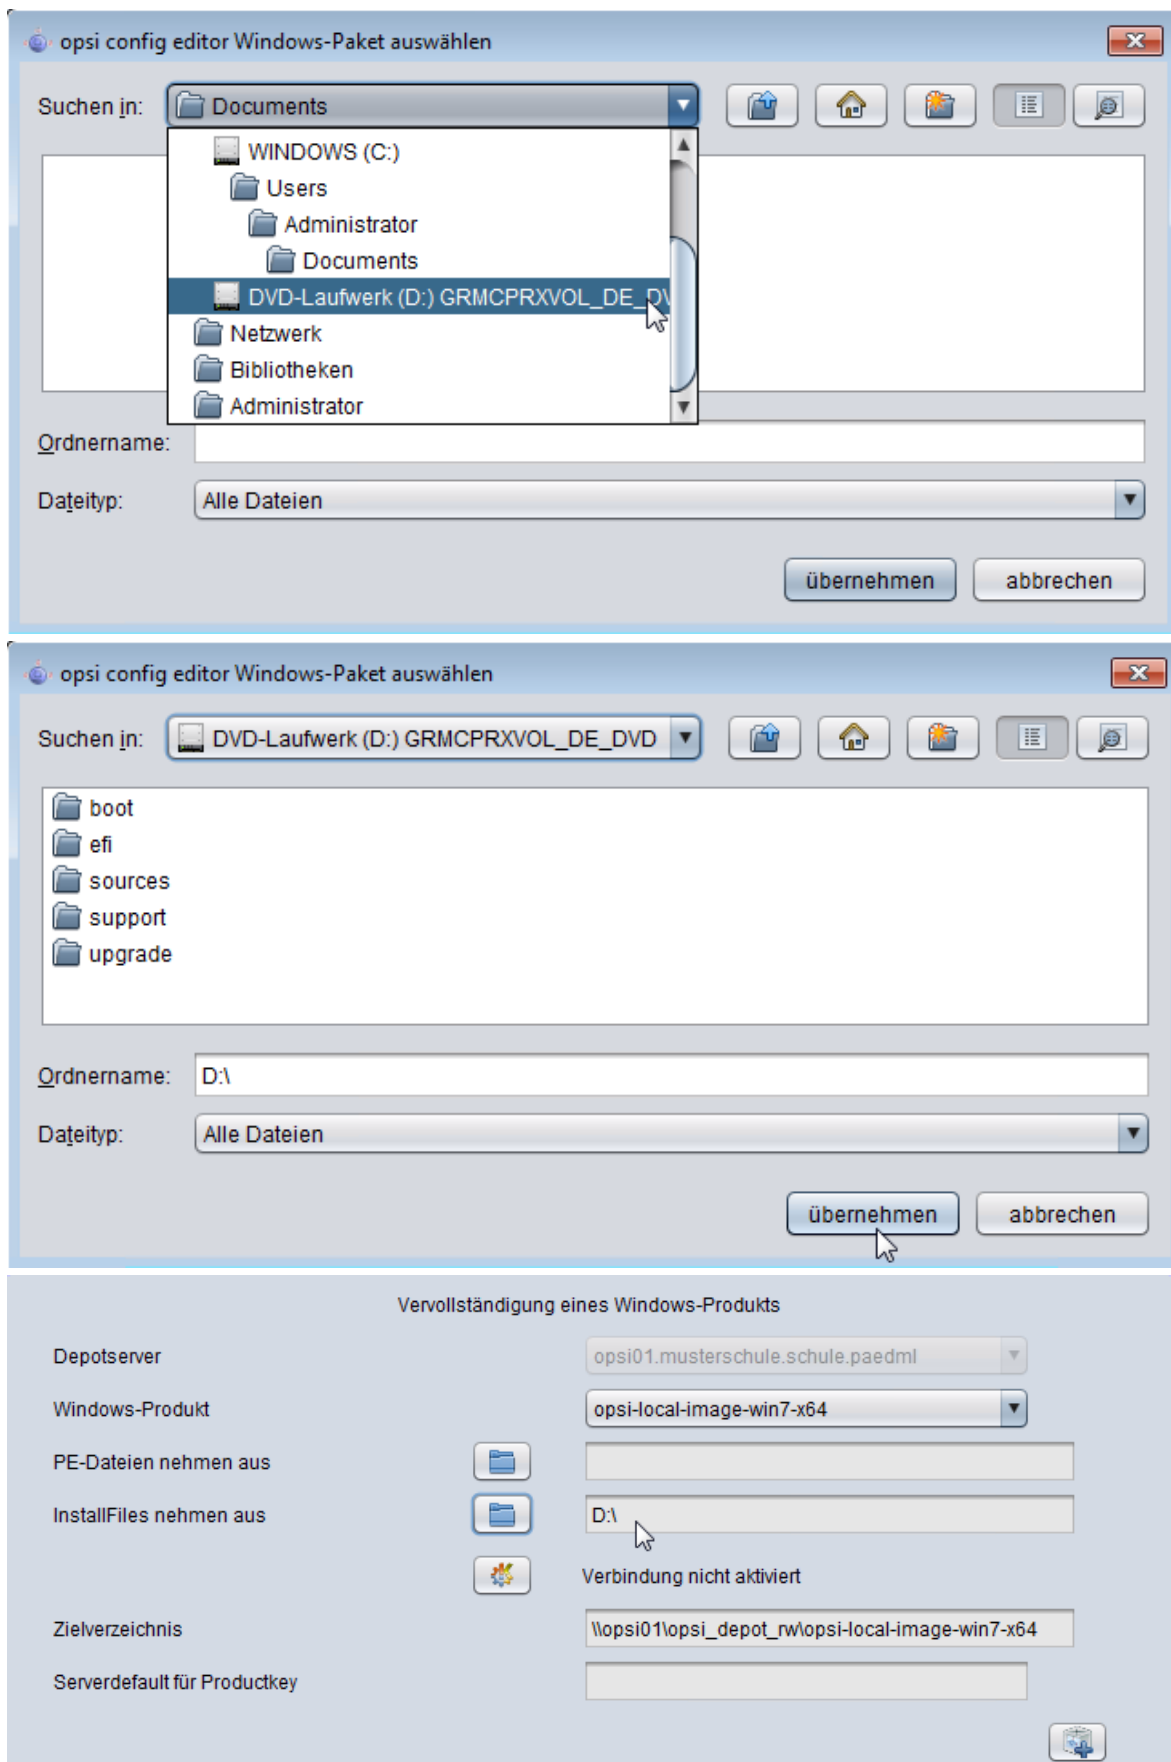 opsi config editor Windows-Paket auswählen
Suchen in: Documents
WINDOWS (C:)
Users
Administrator
Documents
DVD-Laufwerk (D:) GRMCPRXVOL_DE_DV
Netzwerk
Bibliotheken
Administrator
Ordnername:
Dateityp: Alle Dateien
übernehmen abbrechen
opsi config editor Windows-Paket auswählen
Suchen in: DVD-Laufwerk (D:) GRMCPRXVOL_DE_DVD
boot
efi
sources
support
upgrade
Ordnername: D:\
Dateityp: Alle Dateien
übernehmen abbrechen
Vervollständigung eines Windows-Produkts
Depotserver opsi01.musterschule.schule.paedml
Windows-Produkt opsi-local-image-win7-x64
PE-Dateien nehmen aus
InstallFiles nehmen aus D:\
Verbindung nicht aktiviert
Zielverzeichnis \\opsi01\opsi_depot_rw\opsi-local-image-win7-x64
Serverdefault für Productkey